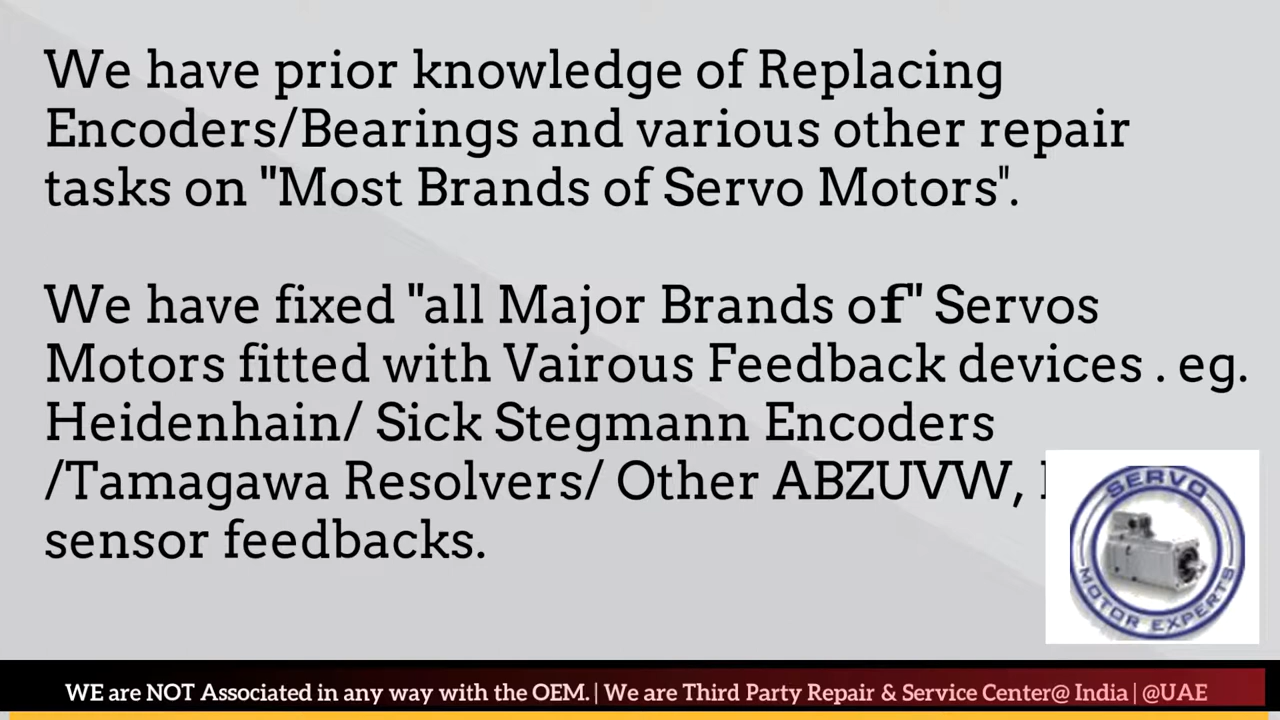 We have prior knowledge of Replacing
Encoders/Bearings and various other repair
tasks on "Most Brands of Servo Motors".
We have fixed "all Major Brands of" Servos
Motors fitted with Vairous Feedback devices . eg.
Heidenhain/ Sick Stegmann Encoders
/Tamagawa Resolvers/ Other ABZUVW,
sensor feedbacks.
SERVO
MOTOR EXPERTS
WE are NOT Associated in any way with the OEM. | We are Third Party Repair & Service Center@ India | @UAE